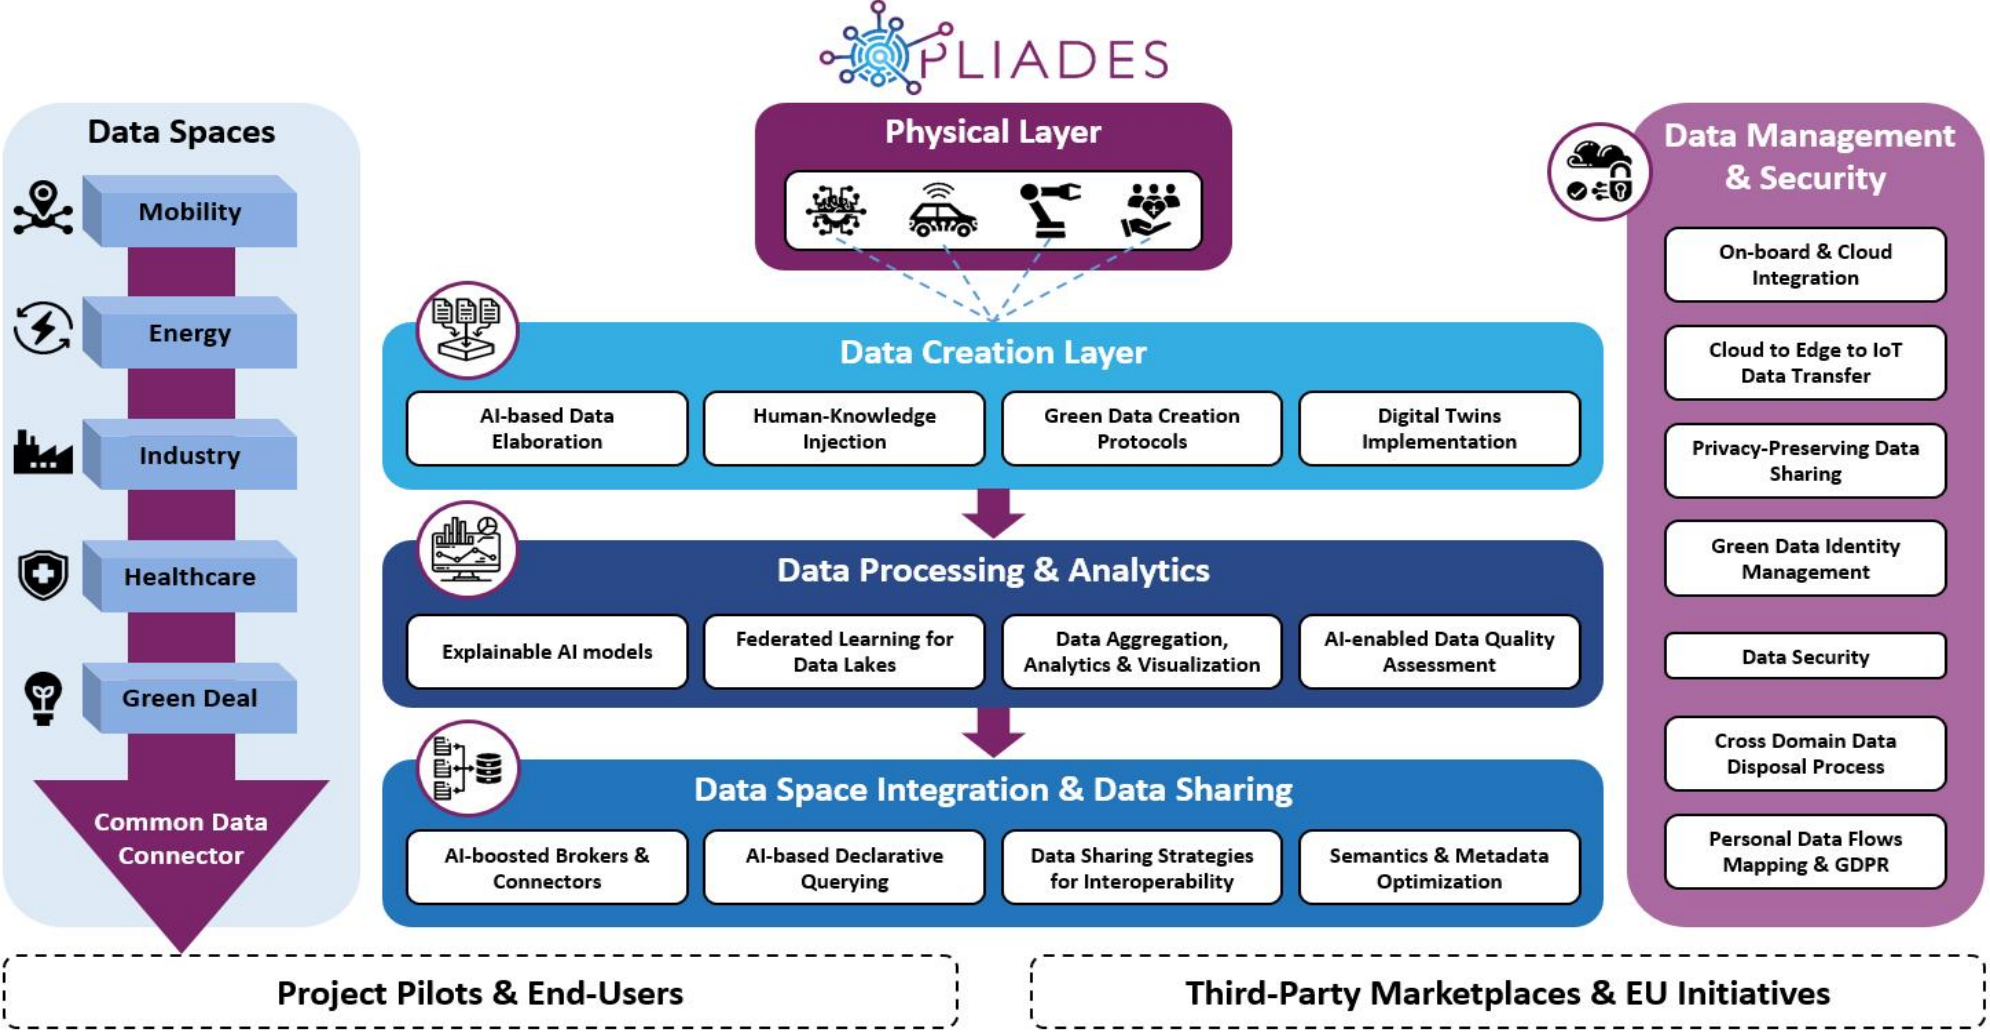 PLIADES
Data Spaces
Mobility
Energy
Industry
Healthcare
Green Deal
Common Data
Connector
Physical Layer
Data Creation Layer
AI-based Data
Elaboration
Human-Knowledge
Injection
Green Data Creation
Protocols
Digital Twins
Implementation
Data Processing & Analytics
Explainable AI models
Federated Learning for
Data Lakes
Data Aggregation,
Analytics & Visualization
AI-enabled Data Quality
Assessment
Data Space Integration & Data Sharing
AI-boosted Brokers &
Connectors
AI-based Declarative
Querying
Data Sharing Strategies
for Interoperability
Semantics & Metadata
Optimization
Data Management
& Security
On-board & Cloud
Integration
Cloud to Edge to IoT
Data Transfer
Privacy-Preserving Data
Sharing
Green Data Identity
Management
Data Security
Cross Domain Data
Disposal Process
Personal Data Flows
Mapping & GDPR
Project Pilots & End-Users
Third-Party Marketplaces & EU Initiatives